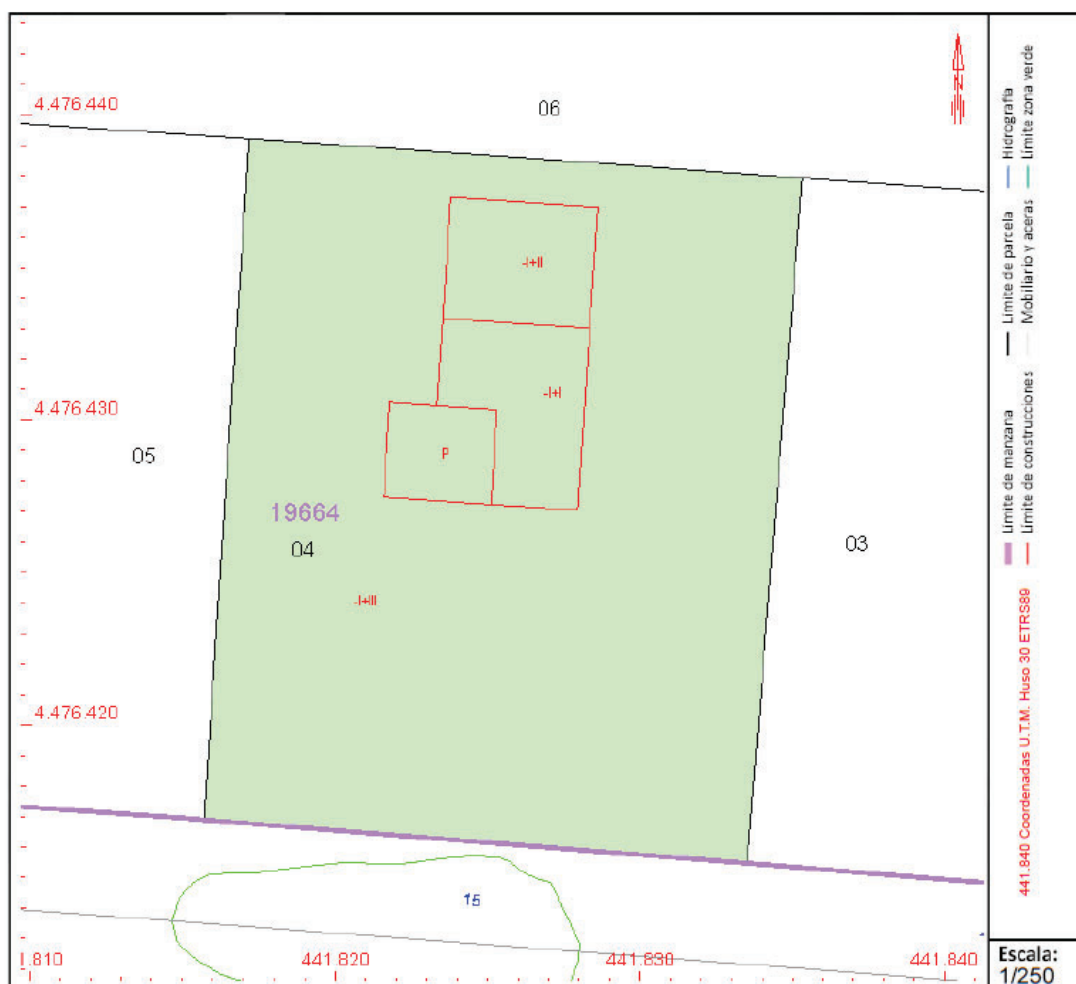 4.476.440
06
N
-I+II
4.476.430
-I+I
05
P
19664
04
03
-I+III
4.476.420
15
1.810
441.820
441.830
441.840
441.840 Coordenadas U.T.M. Huso 30 ETRS89
Límite de manzana
Límite de construcciones
Límite de parcela
Mobiliario y aceras
Hidrografía
Límite zona verde
Escala:
1/250